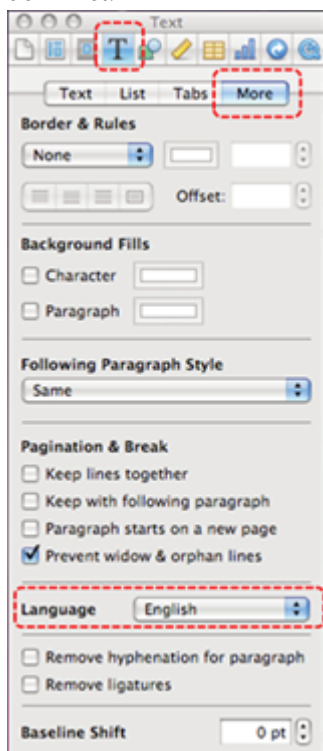 Text
T
Text List Tabs More
Border & Rules
None
Offset:
Background Fills
Character
Paragraph
Following Paragraph Style
Same
Pagination & Break
Keep lines together
Keep with following paragraph
Paragraph starts on a new page
Prevent widow & orphan lines
Language English
Remove hyphenation for paragraph
Remove ligatures
Baseline Shift 0 pt